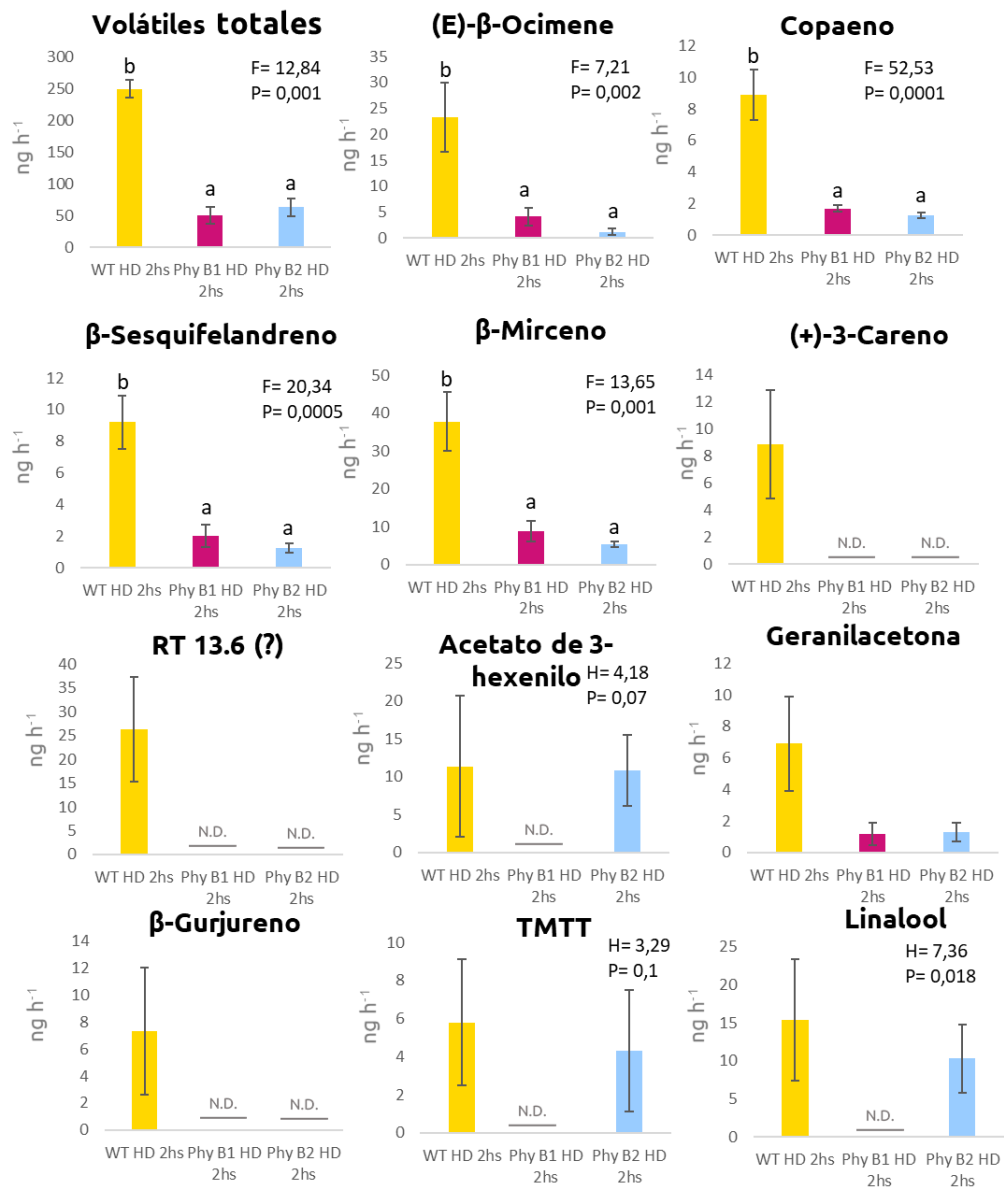 Volátiles totales
F= 12,84
P= 0,001
ng h⁻¹
300
250
200
150
100
50
0
b
a
a
WT HD 2hs
Phy B1 HD
2hs
Phy B2 HD
2hs
(E)-β-Ocimene
F= 7,21
P= 0,002
ng h⁻¹
35
30
25
20
15
10
5
0
b
a
a
WT HD 2hs
Phy B1 HD
2hs
Phy B2 HD
2hs
Copaeno
F= 52,53
P= 0,0001
ng h⁻¹
12
10
8
6
4
2
0
b
a
a
WT HD 2hs
Phy B1 HD
2hs
Phy B2 HD
2hs
β-Sesquifelandreno
F= 20,34
P= 0,0005
ng h⁻¹
12
10
8
6
4
2
0
b
a
a
WT HD 2hs
Phy B1 HD
2hs
Phy B2 HD
2hs
β-Mirceno
F= 13,65
P= 0,001
ng h⁻¹
50
40
30
20
10
0
b
a
a
WT HD 2hs
Phy B1 HD
2hs
Phy B2 HD
2hs
(+)-3-Careno
ng h⁻¹
14
12
10
8
6
4
2
0
N.D.
N.D.
WT HD 2hs
Phy B1 HD
2hs
Phy B2 HD
2hs
RT 13.6 (?)
ng h⁻¹
40
35
30
25
20
15
10
5
0
N.D.
N.D.
WT HD 2hs
Phy B1 HD
2hs
Phy B2 HD
2hs
Acetato de 3-
hexenilo
H= 4,18
P= 0,07
ng h⁻¹
25
20
15
10
5
0
N.D.
WT HD 2hs
Phy B1 HD
2hs
Phy B2 HD
2hs
Geranilacetona
ng h⁻¹
12
10
8
6
4
2
0
WT HD 2hs
Phy B1 HD
2hs
Phy B2 HD
2hs
β-Gurjureno
ng h⁻¹
14
12
10
8
6
4
2
0
N.D.
N.D.
WT HD 2hs
Phy B1 HD
2hs
Phy B2 HD
2hs
TMTT
H= 3,29
P= 0,1
ng h⁻¹
10
8
6
4
2
0
N.D.
WT HD 2hs
Phy B1 HD
2hs
Phy B2 HD
2hs
Linalool
H= 7,36
P= 0,018
ng h⁻¹
25
20
15
10
5
0
N.D.
WT HD 2hs
Phy B1 HD
2hs
Phy B2 HD
2hs